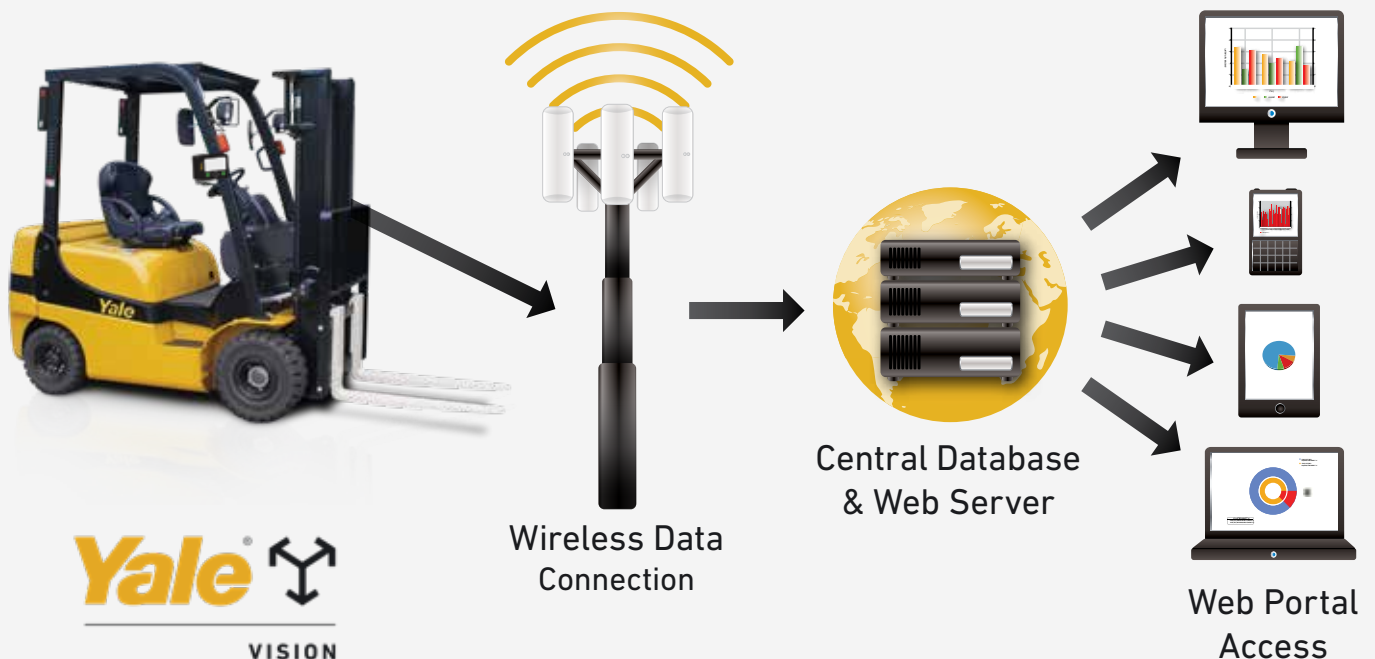 Yale
Yale®
VISION
Wireless Data
Connection
Central Database
& Web Server
Web Portal
Access